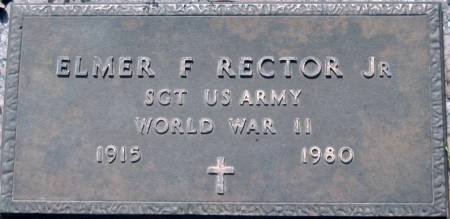 ELMER F RECTOR JR
SGT US ARMY
WORLD WAR II
1915 1980